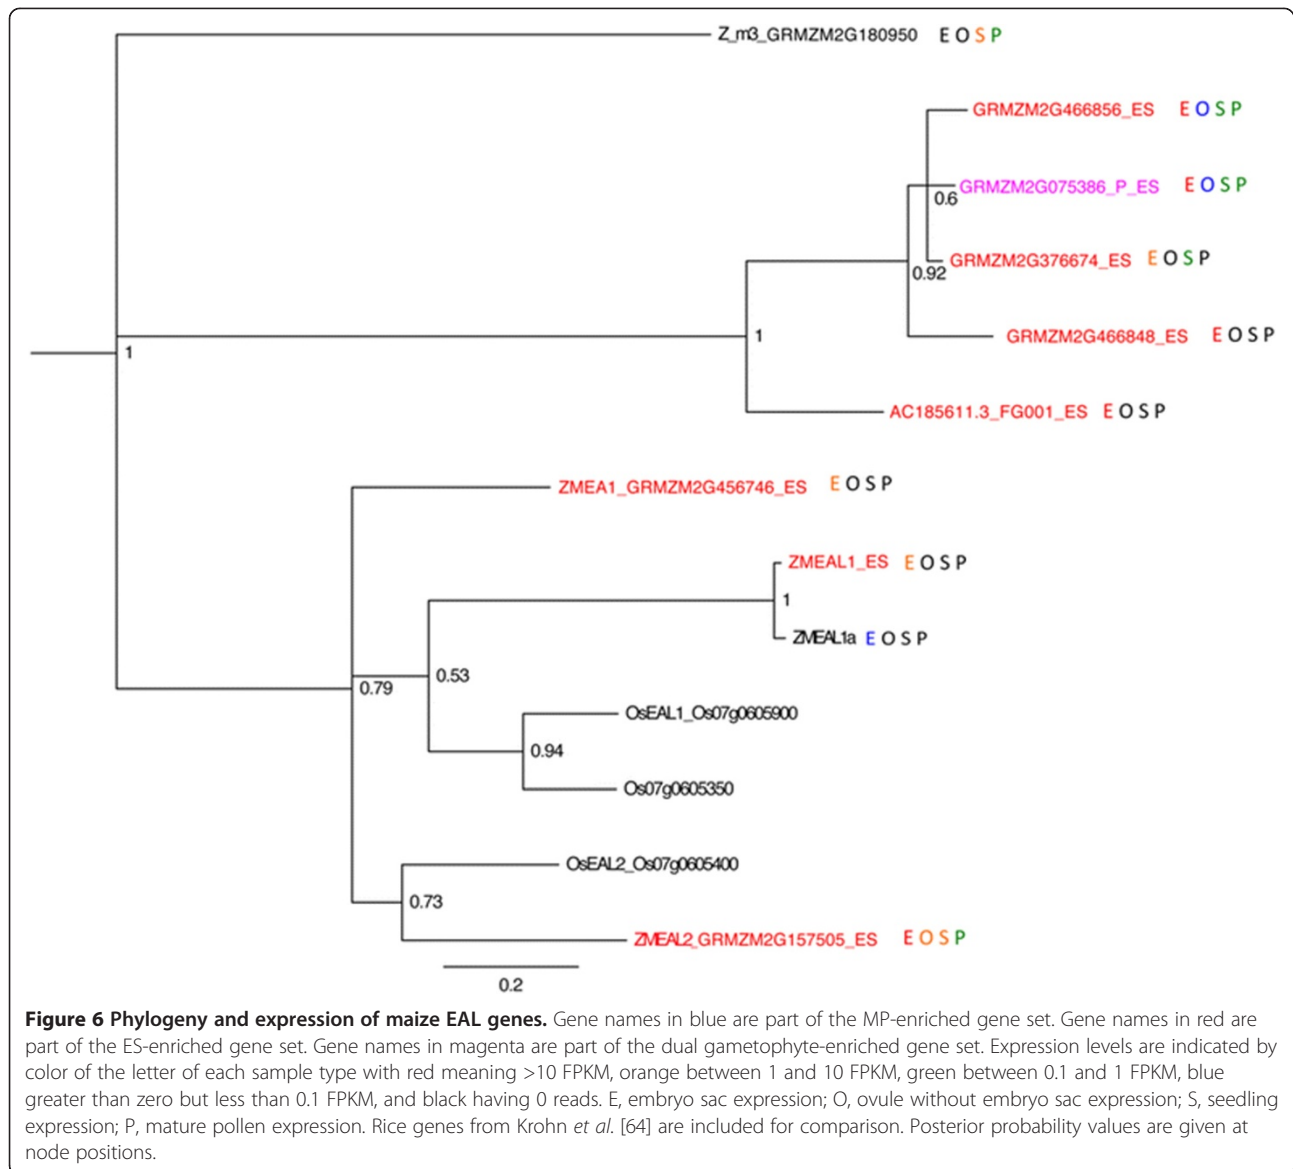 Z_m3_GRMZM2G180950 E O S P
GRMZM2G466856_ES E O S P
GRMZM2G075386_P_ES E O S P
0.6
GRMZM2G376674_ES E O S P
0.92
GRMZM2G466848_ES E O S P
1
1
AC185611.3_FG001_ES E O S P
ZMEA1_GRMZM2G456746_ES E O S P
ZMEAL1_ES E O S P
1
ZMEAL1a E O S P
0.53
0.79
OsEAL1_Os07g0605900
0.94
Os07g0605350
OsEAL2_Os07g0605400
0.73
ZMEAL2_GRMZM2G157505_ES E O S P
0.2
Figure 6 Phylogeny and expression of maize EAL genes. Gene names in blue are part of the MP-enriched gene set. Gene names in red are
part of the ES-enriched gene set. Gene names in magenta are part of the dual gametophyte-enriched gene set. Expression levels are indicated by
color of the letter of each sample type with red meaning >10 FPKM, orange between 1 and 10 FPKM, green between 0.1 and 1 FPKM, blue
greater than zero but less than 0.1 FPKM, and black having 0 reads. E, embryo sac expression; O, ovule without embryo sac expression; S, seedling
expression; P, mature pollen expression. Rice genes from Krohn et al. [64] are included for comparison. Posterior probability values are given at
node positions.